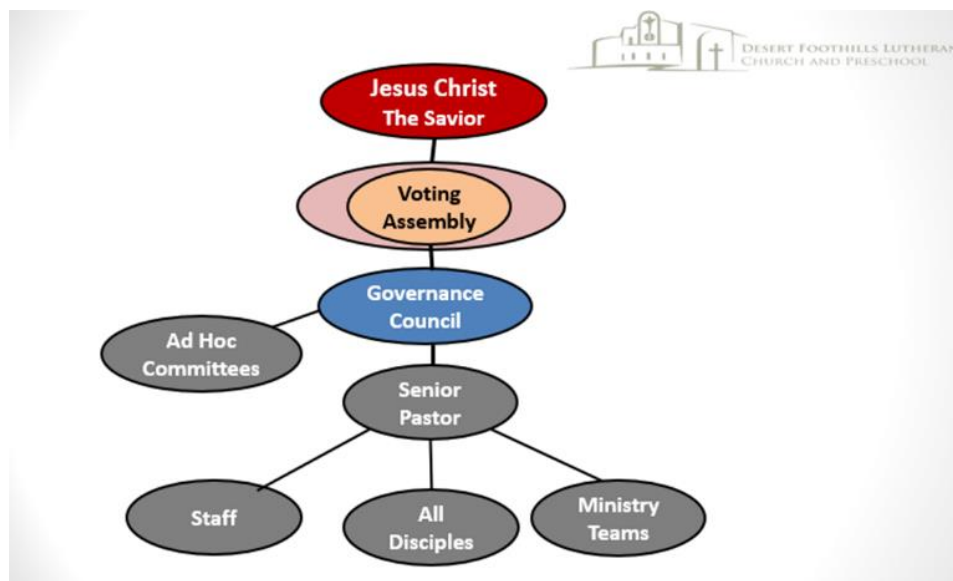 DESERT FOOTHILLS LUTHERAN
CHURCH AND PRESCHOOL
Jesus Christ
The Savior
Voting
Assembly
Governance
Council
Ad Hoc
Committees
Senior
Pastor
Staff
All
Disciples
Ministry
Teams